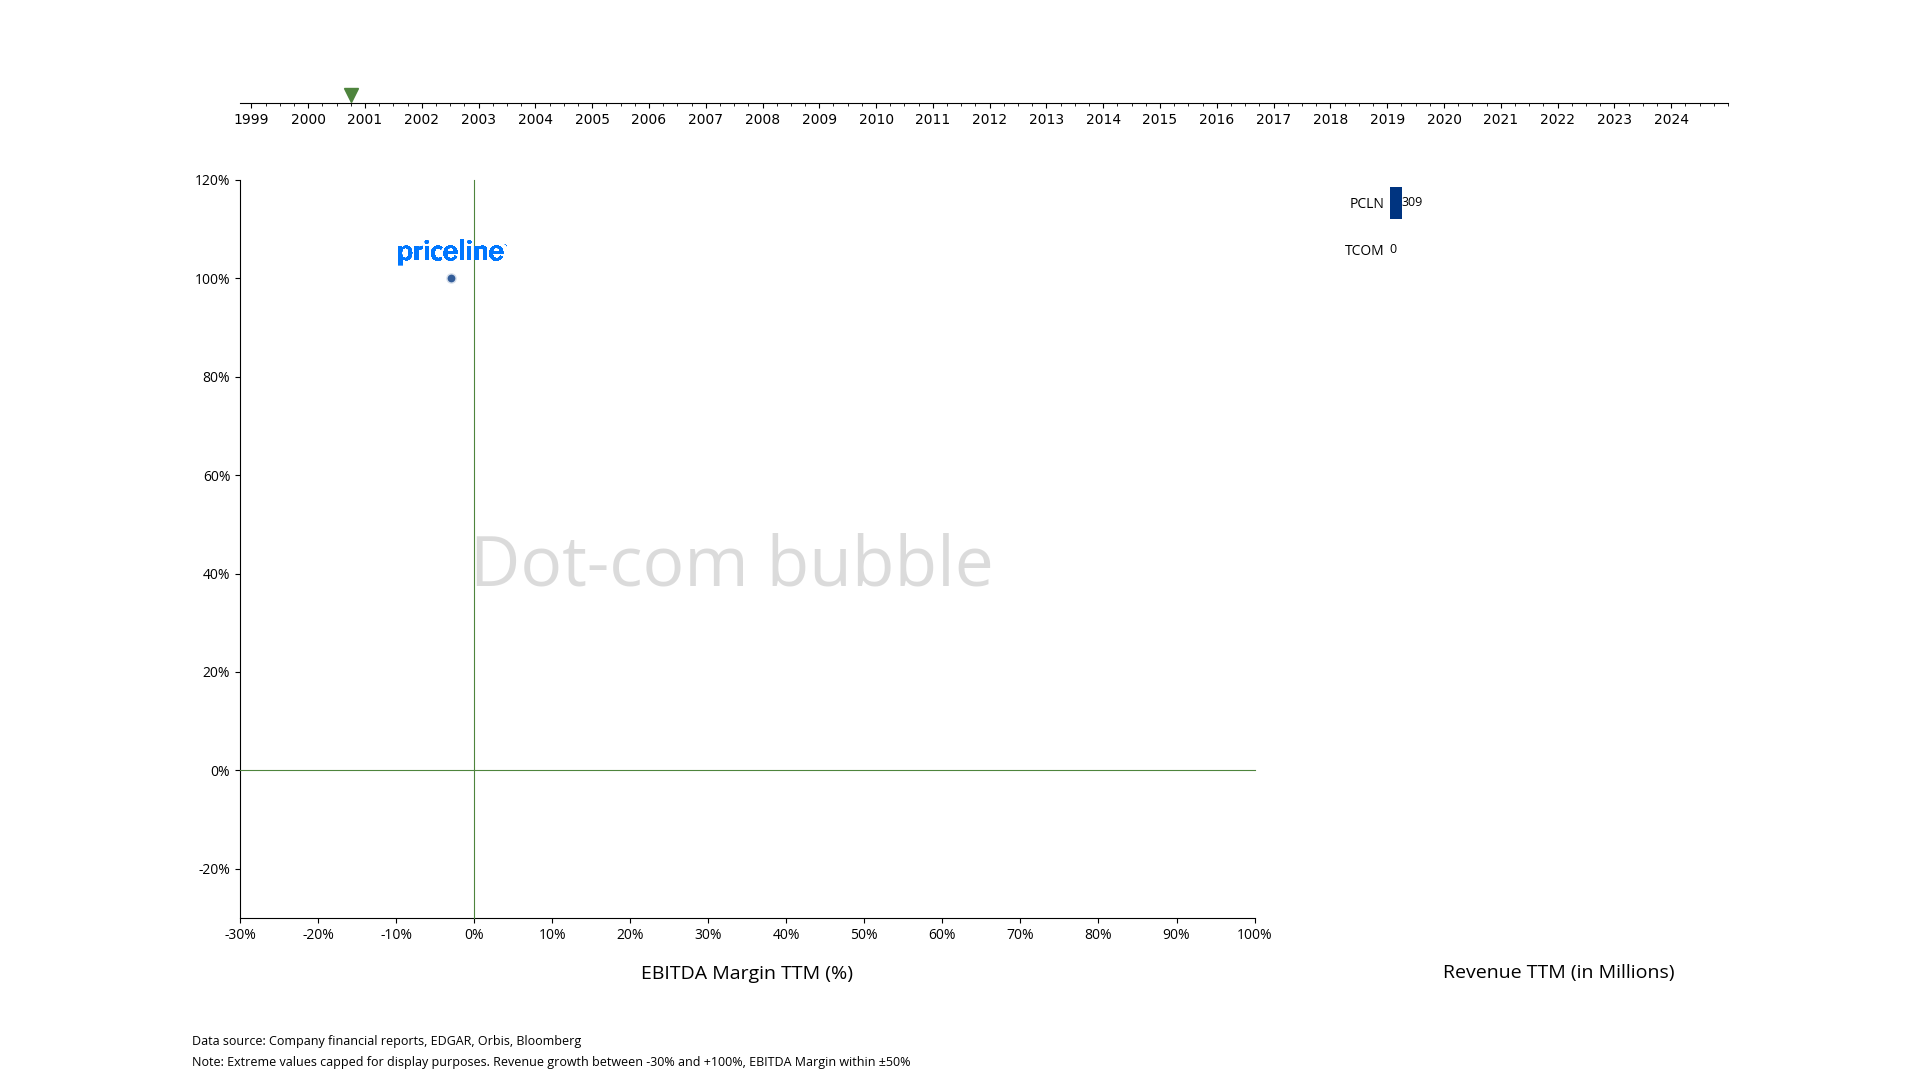 1999 2000 2001 2002 2003 2004 2005 2006 2007 2008 2009 2010 2011 2012 2013 2014 2015 2016 2017 2018 2019 2020 2021 2022 2023 2024
120%
100%
80%
60%
40%
20%
0%
-20%
priceline
Dot-com bubble
-30% -20% -10% 0% 10% 20% 30% 40% 50% 60% 70% 80% 90% 100%
EBITDA Margin TTM (%)
PCLN 309
TCOM 0
Revenue TTM (in Millions)
Data source: Company financial reports, EDGAR, Orbis, Bloomberg
Note: Extreme values capped for display purposes. Revenue growth between -30% and +100%, EBITDA Margin within ±50%